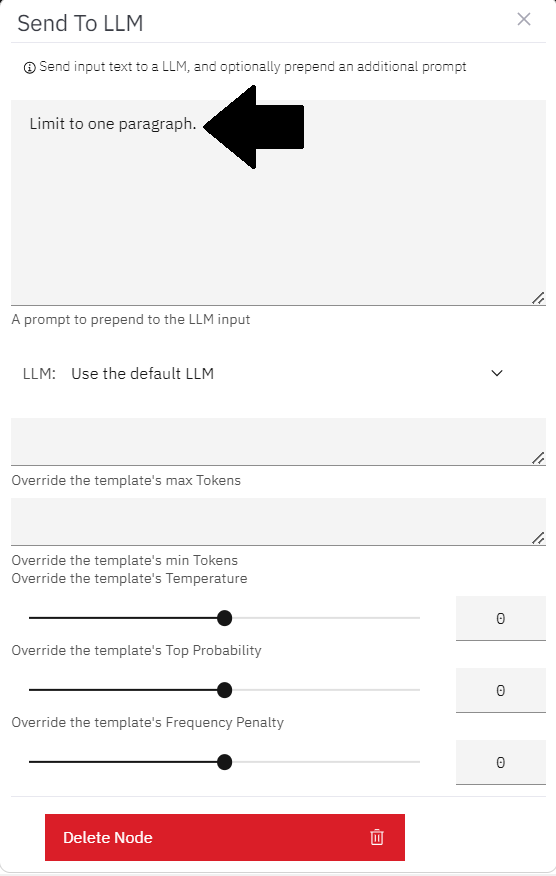 Send To LLM
Send input text to a LLM, and optionally prepend an additional prompt
Limit to one paragraph.
A prompt to prepend to the LLM input
LLM: Use the default LLM
Override the template's max Tokens
Override the template's min Tokens
Override the template's Temperature
0
Override the template's Top Probability
0
Override the template's Frequency Penalty
0
Delete Node